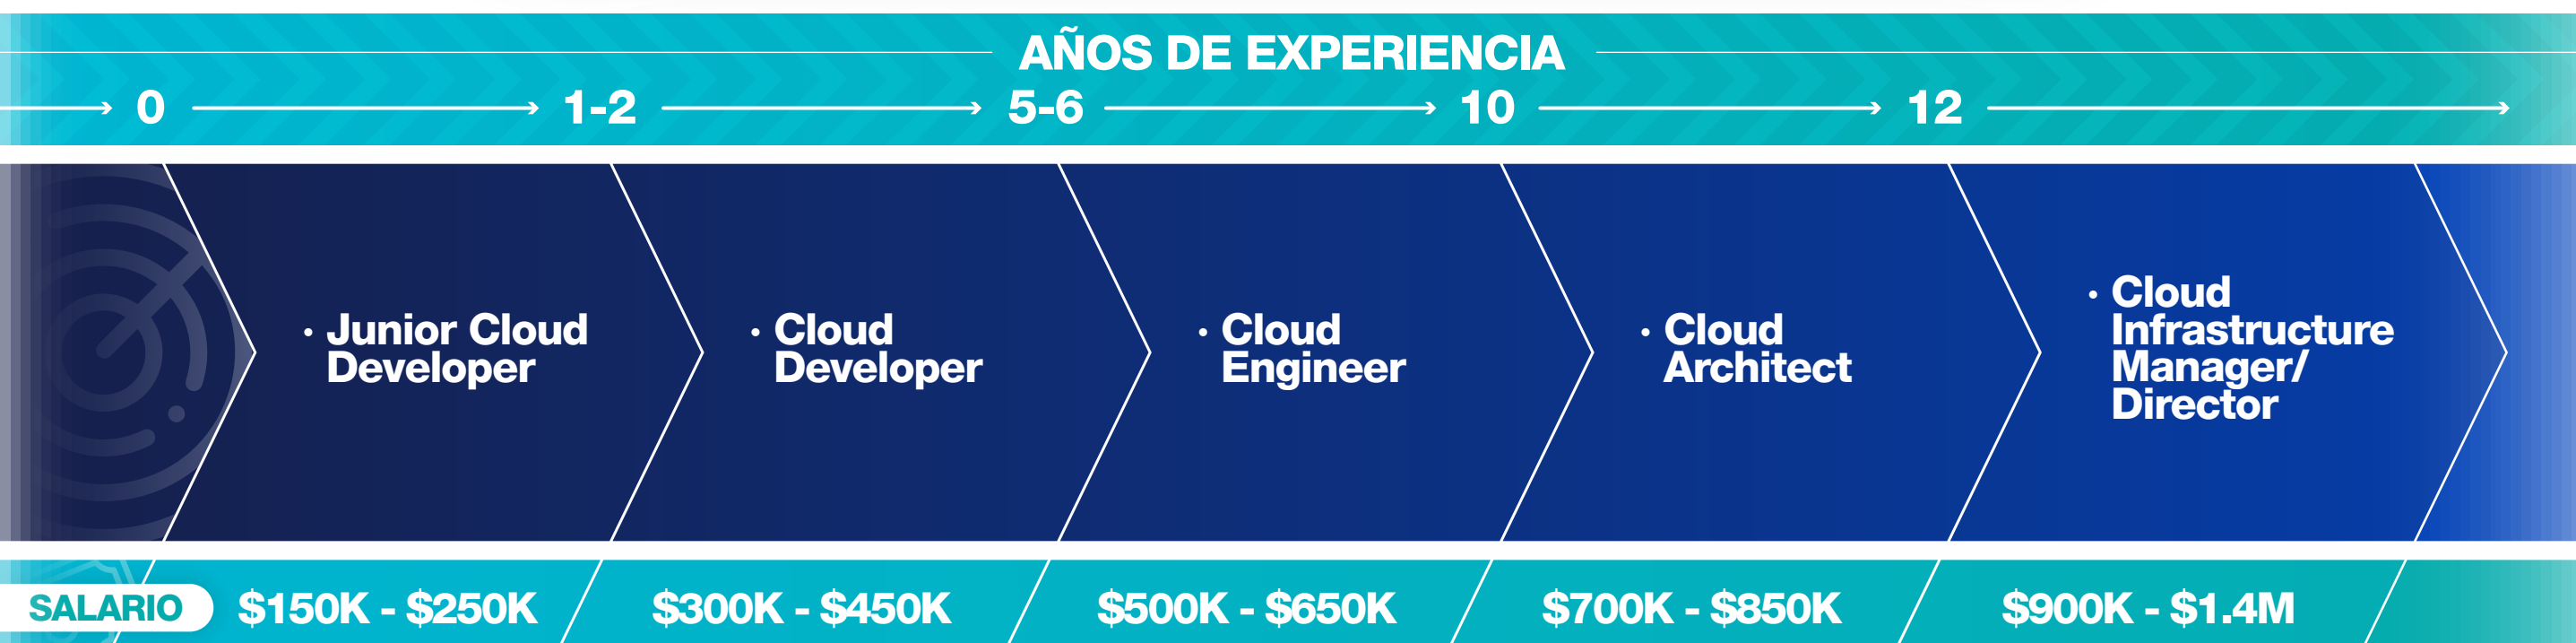 AÑOS DE EXPERIENCIA
0 1-2 5-6 10 12
• Junior Cloud
Developer
• Cloud
Developer
• Cloud
Engineer
• Cloud
Architect
• Cloud
Infrastructure
Manager/
Director
SALARIO $150K - $250K $300K - $450K $500K - $650K $700K - $850K $900K - $1.4M